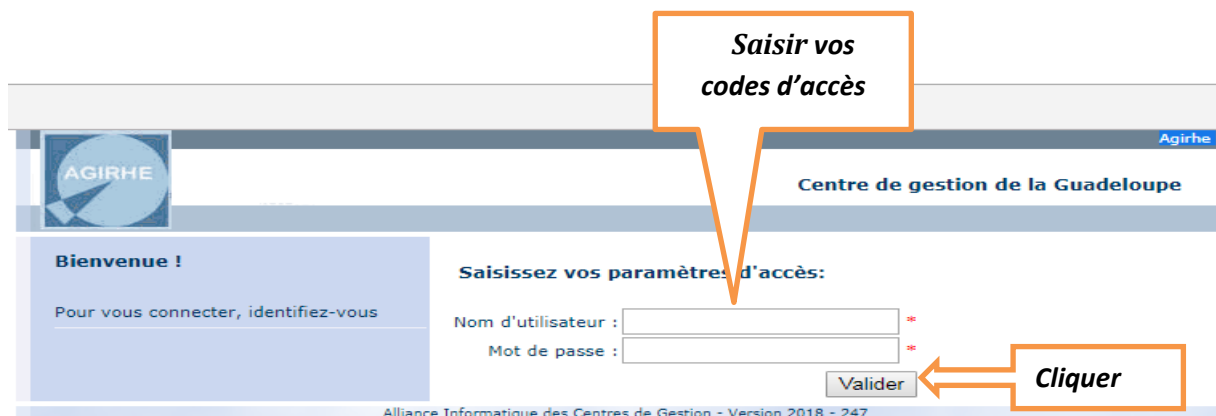 Saisir vos
codes d’accès
Agirhe
AGIRHE
Centre de gestion de la Guadeloupe
Bienvenue !
Pour vous connecter, identifiez-vous
Saisissez vos paramètres d'accès:
Nom d'utilisateur : *
Mot de passe : *
Valider
Cliquer
Alliance Informatique des Centres de Gestion - Version 2018 - 247